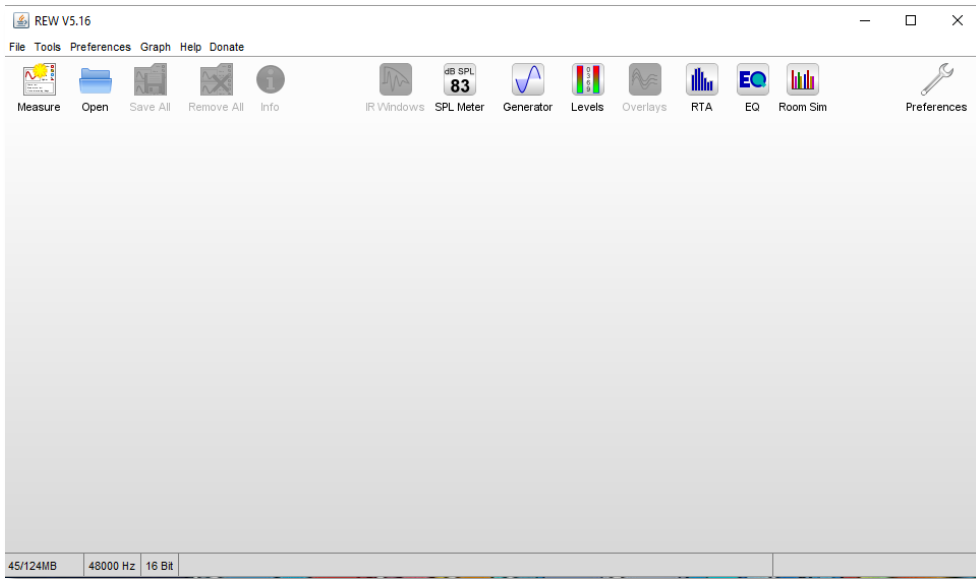 REW V5.16
File Tools Preferences Graph Help Donate
dB SPL
83
EQ
Measure Open Save All Remove All Info IR Windows SPL Meter Generator Levels Overlays RTA EQ Room Sim Preferences
45/124MB 48000 Hz 16 Bit